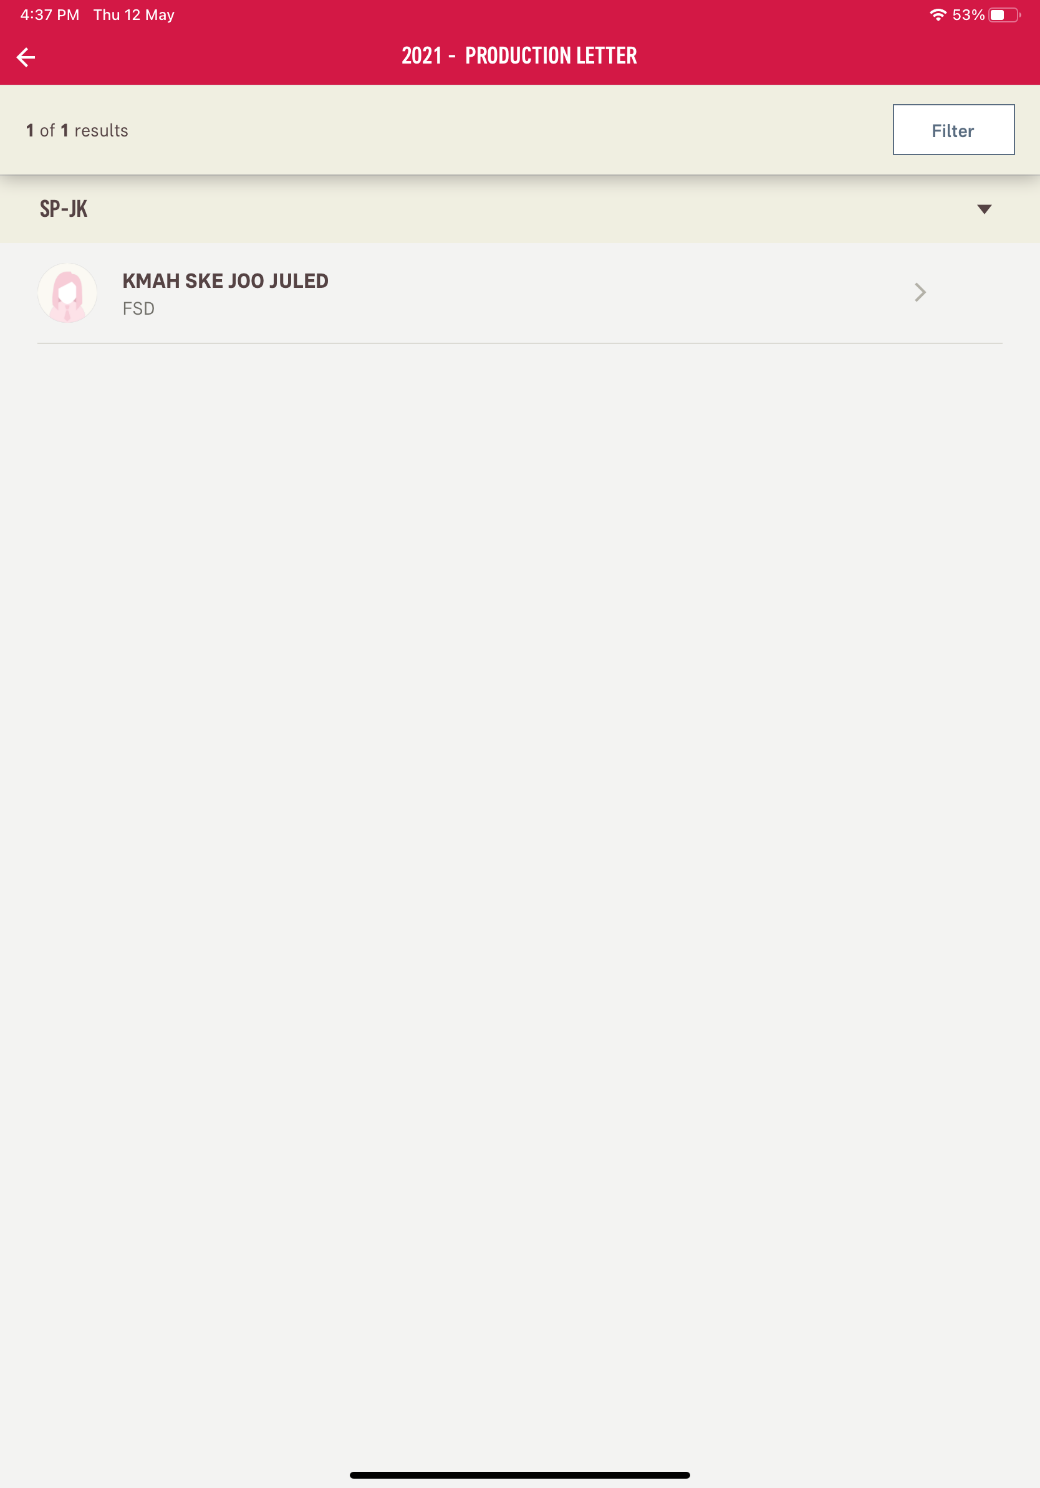 4:37 PM Thu 12 May 53%
2021 - PRODUCTION LETTER
1 of 1 results Filter
SP-JK
KMAH SKE JOO JULED
FSD